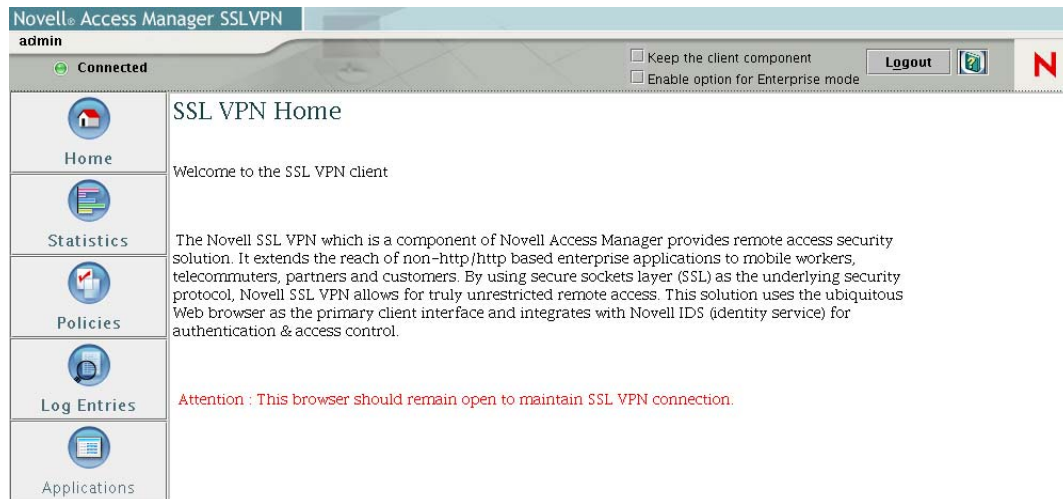 Novell® Access Manager SSLVPN
admin
Connected
Keep the client component
Enable option for Enterprise mode
Logout
?
N
Home
Statistics
Policies
Log Entries
Applications
SSL VPN Home
Welcome to the SSL VPN client
The Novell SSL VPN which is a component of Novell Access Manager provides remote access security
solution. It extends the reach of non-http/http based enterprise applications to mobile workers,
telecommuters, partners and customers. By using secure sockets layer (SSL) as the underlying security
protocol, Novell SSL VPN allows for truly unrestricted remote access. This solution uses the ubiquitous
Web browser as the primary client interface and integrates with Novell IDS (identity service) for
authentication & access control.
Attention : This browser should remain open to maintain SSL VPN connection.